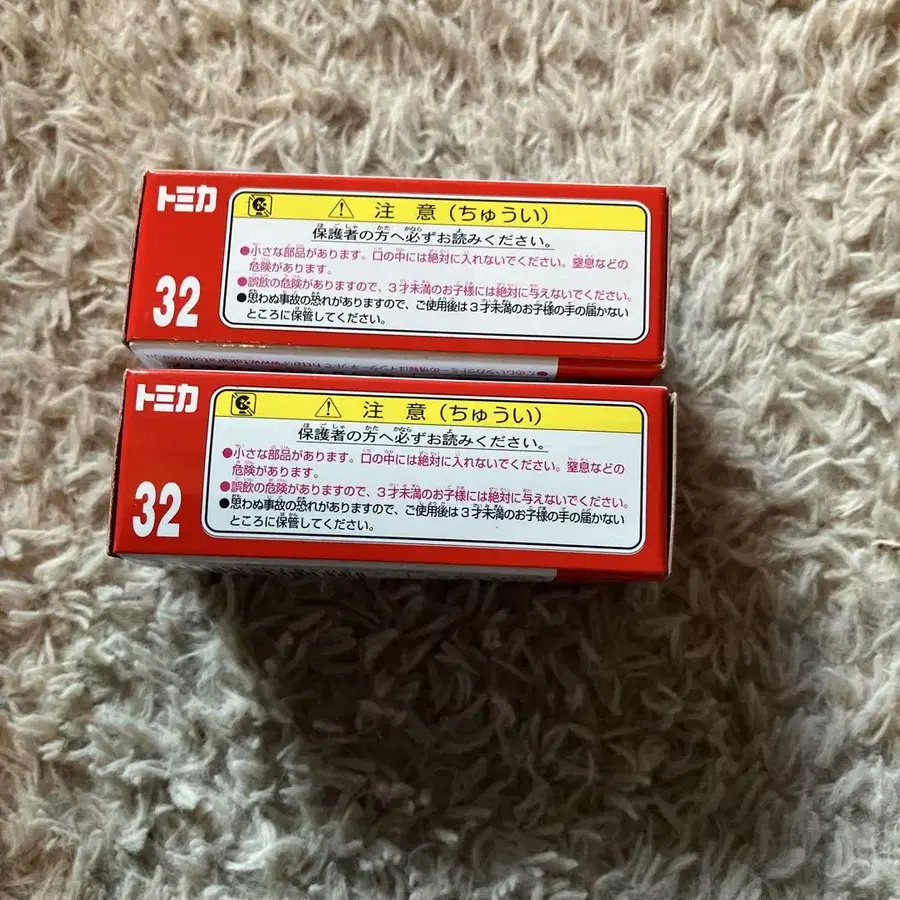 トミカ
32
注 意（ちゅうい）
保護者の方へ必ずお読みください。
●小さな部品があります。口の中には絶対に入れないでください。窒息などの
危険があります。
●誤飲の危険がありますので、３才未満のお子様には絶対に与えないでください。
●思わぬ事故の恐れがありますので、ご使用後は３才未満のお子様の手の届かない
ところに保管してください。
トミカ
32
注 意（ちゅうい）
保護者の方へ必ずお読みください。
●小さな部品があります。口の中には絶対に入れないでください。窒息などの
危険があります。
●誤飲の危険がありますので、３才未満のお子様には絶対に与えないでください。
●思わぬ事故の恐れがありますので、ご使用後は３才未満のお子様の手の届かない
ところに保管してください。